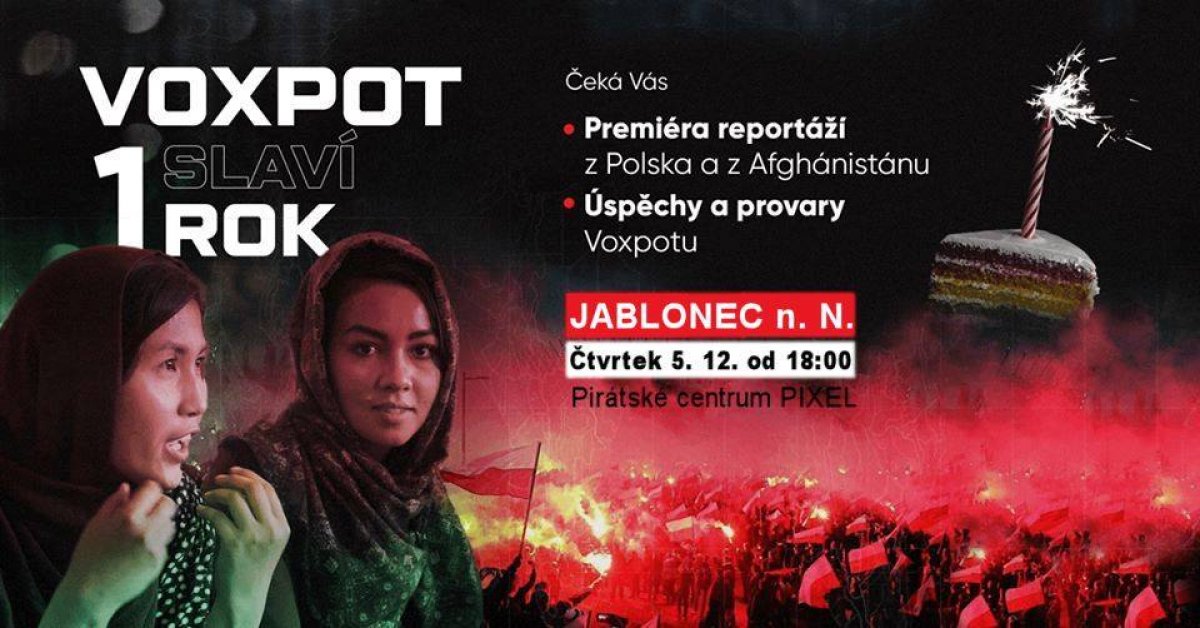 VOXPOT
1 SLAVÍ
ROK
Čeká Vás
• Premiéra reportáží
z Polska a z Afghánistánu
• Úspěchy a provary
Voxpotu
JABLONEC n. N.
Čtvrtek 5. 12. od 18:00
Pirátské centrum PIXEL